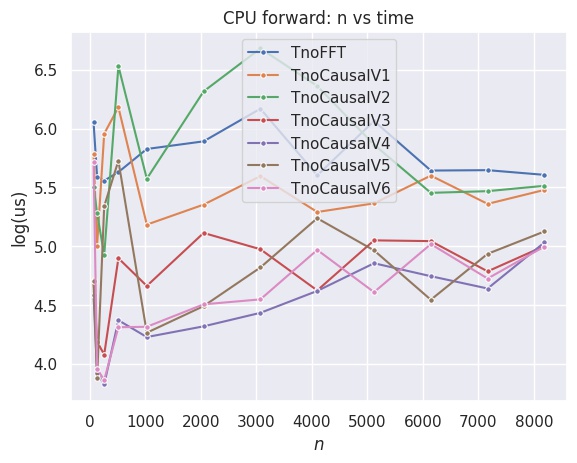 CPU forward: n vs time
TnoFFT
TnoCausalV1
TnoCausalV2
TnoCausalV3
TnoCausalV4
TnoCausalV5
TnoCausalV6
log(us)
6.5
6.0
5.5
5.0
4.5
4.0
0 1000 2000 3000 4000 5000 6000 7000 8000
n